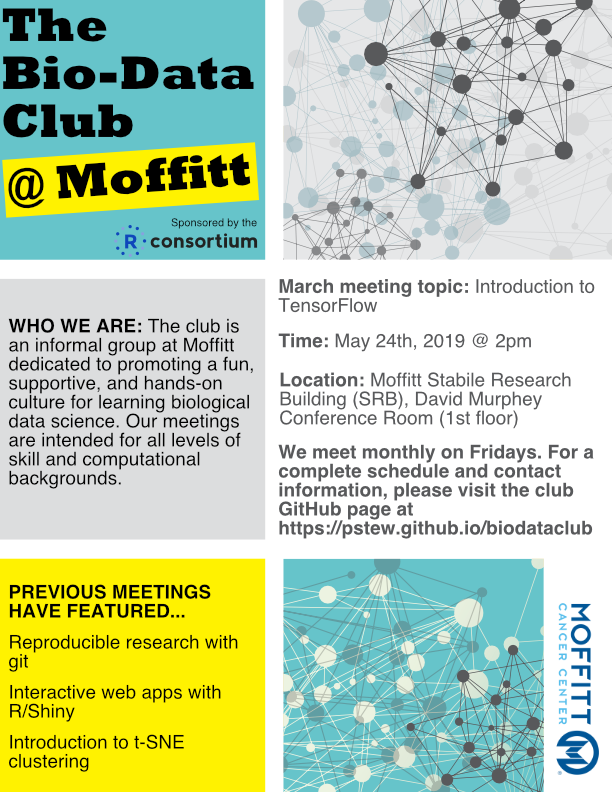 The
Bio-Data
Club
@ Moffitt
Sponsored by the
R consortium
WHO WE ARE: The club is
an informal group at Moffitt
dedicated to promoting a fun,
supportive, and hands-on
culture for learning biological
data science. Our meetings
are intended for all levels of
skill and computational
backgrounds.
March meeting topic: Introduction to
TensorFlow
Time: May 24th, 2019 @ 2pm
Location: Moffitt Stabile Research
Building (SRB), David Murphey
Conference Room (1st floor)
We meet monthly on Fridays. For a
complete schedule and contact
information, please visit the club
GitHub page at
https://pstew.github.io/biodataclub
PREVIOUS MEETINGS
HAVE FEATURED...
Reproducible research with
git
Interactive web apps with
R/Shiny
Introduction to t-SNE
clustering
MOFFITT
CANCER CENTER
M
®